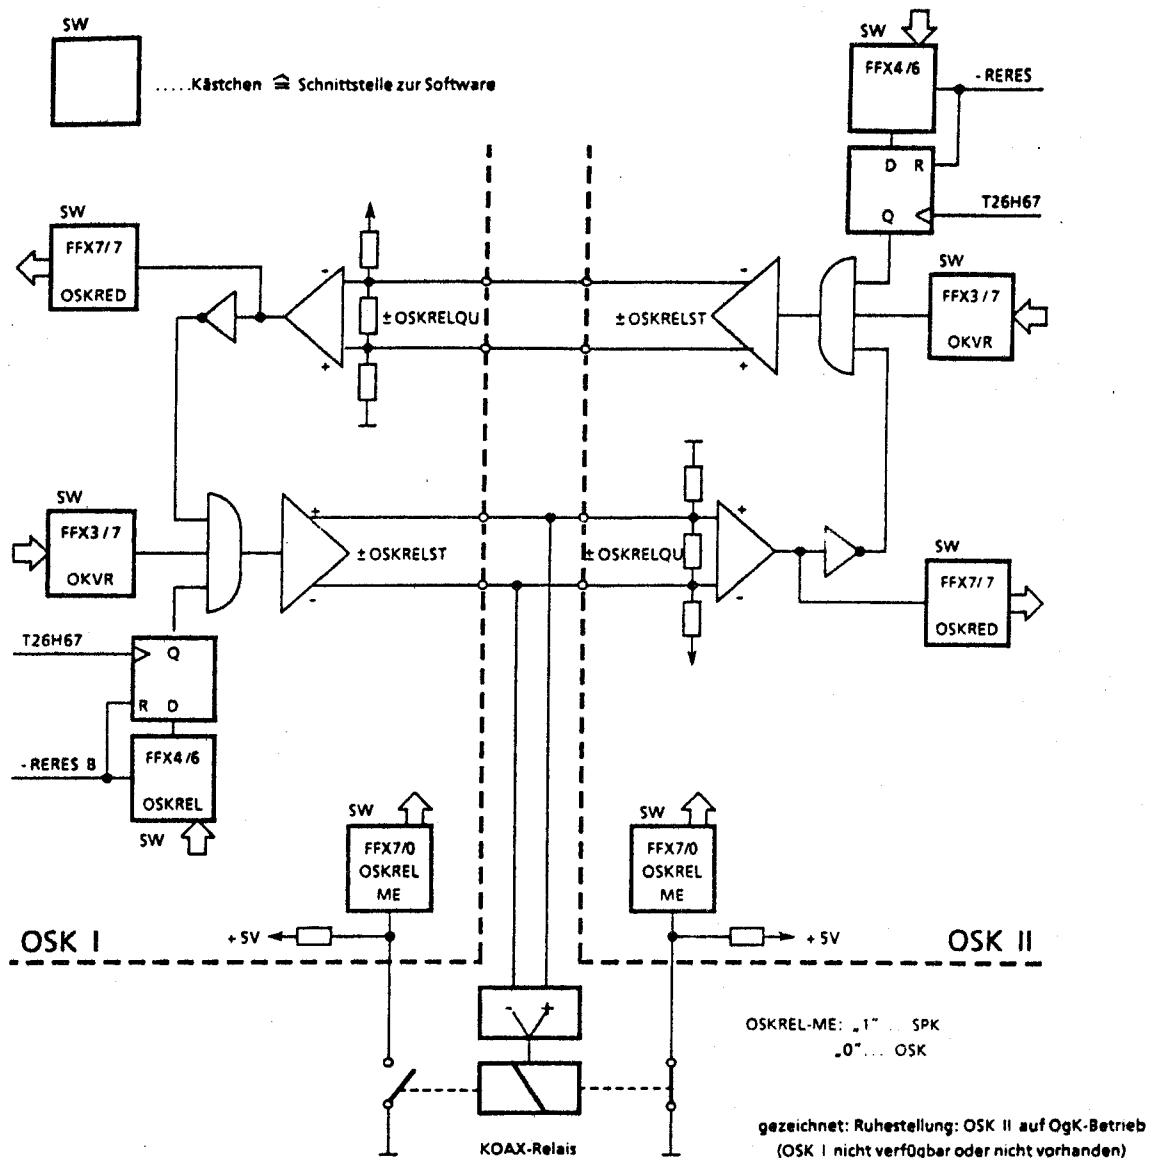 SW
.....Kästchen ≙ Schnittstelle zur Software
SW
FFX4/6
- RERES
D R
Q
T26H67
SW
FFX7/7
OSKRED
-
± OSKRELQU
+
-
± OSKRELST
+
SW
FFX3/7
OKVR
SW
FFX3/7
OKVR
+
± OSKRELST
-
± OSKRELQU
+
-
SW
FFX7/7
OSKRED
T26H67
Q
R D
- RERES B
FFX4/6
OSKREL
SW
SW
FFX7/0
OSKREL
ME
SW
FFX7/0
OSKREL
ME
+ 5V
+ 5V
OSK I
OSK II
- +
OSKREL-ME: „1" .. SPK
„0" ... OSK
KOAX-Relais
gezeichnet: Ruhestellung: OSK II auf OgK-Betrieb
(OSK I nicht verfügbar oder nicht vorhanden)